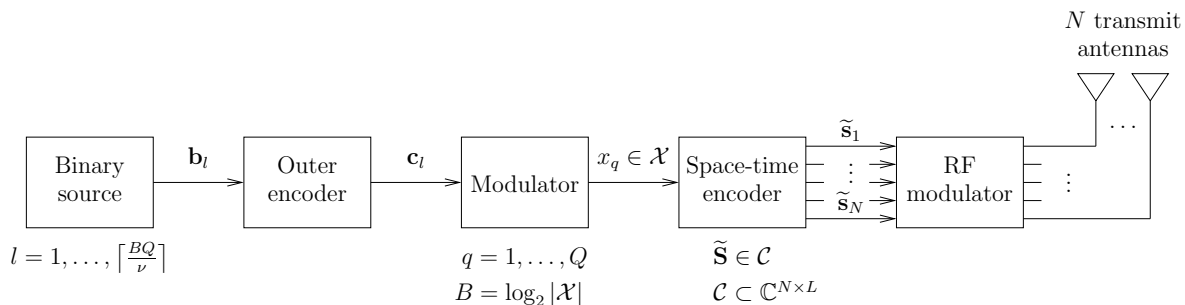 N transmit
antennas
Binary
source
b_l
Outer
encoder
c_l
Modulator
x_q ∈ 𝒳
Space-time
encoder
s̃_1
⋮
⋮
s̃_N
RF
modulator
⋯
⋮
l = 1, …, ⌈BQ/ν⌉
q = 1, …, Q
B = log_2 |𝒳|
S̃ ∈ 𝒞
𝒞 ⊂ ℂ^{N×L}